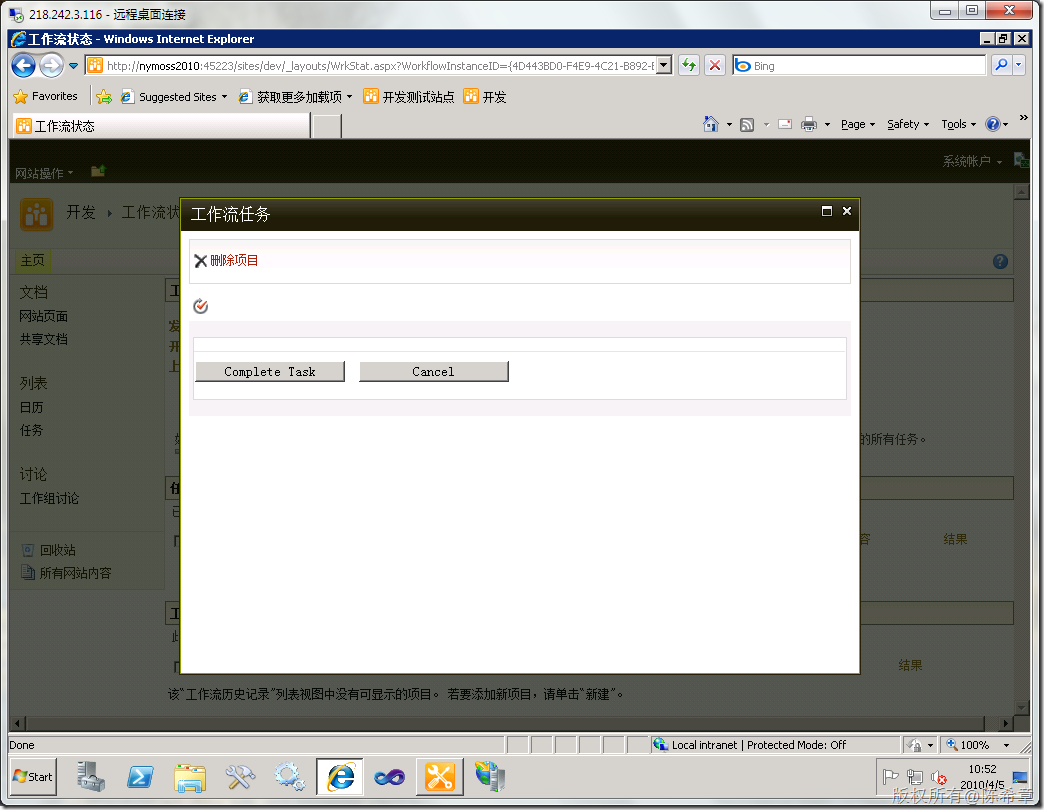 218.242.3.116 - 远程桌面连接
工作流状态 - Windows Internet Explorer
http://nymoss2010:45223/sites/dev/_layouts/WrkStat.aspx?WorkflowInstanceID={4D443BD0-F4E9-4C21-B892-
Bing
Favorites Suggested Sites 获取更多加载项 开发测试站点 开发
工作流状态
Page Safety Tools
网站操作 系统帐户
开发 工作流状
工作流任务
主页
删除项目
文档
网站页面
共享文档
Complete Task Cancel
列表
日历
任务
的所有任务。
讨论
工作组讨论
结果
回收站
所有网站内容
结果
该“工作流历史记录”列表视图中没有可显示的项目。 若要添加新项目，请单击“新建”。
Done Local intranet | Protected Mode: Off 100%
Start
10:52
2010/4/5
版权所有@陈希章